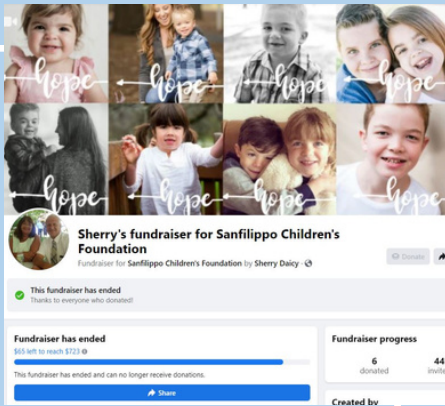 hope hope hope hope
hope hope hope hope
Sherry's fundraiser for Sanfilippo Children's
Foundation
Fundraiser for Sanfilippo Children's Foundation by Sherry Daicy ·
Donate
This fundraiser has ended
Thanks to everyone who donated!
Fundraiser has ended
$65 left to reach $723
This fundraiser has ended and can no longer receive donations.
Share
Fundraiser progress
6 44
donated invite
Created by